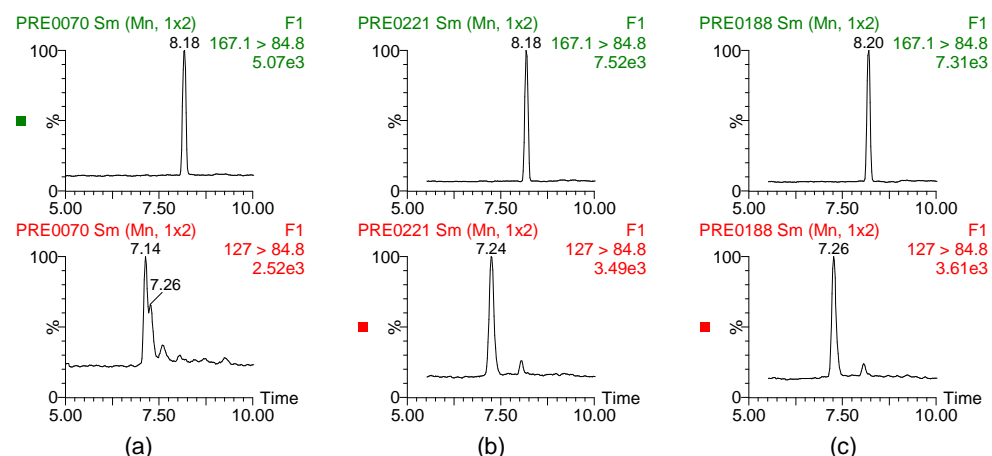 PRE0070 Sm (Mn, 1x2) F1
8.18 167.1 > 84.8
5.07e3
100
%
0
5.00 7.50 10.00
PRE0221 Sm (Mn, 1x2) F1
8.18 167.1 > 84.8
7.52e3
100
%
0
5.00 7.50 10.00
PRE0188 Sm (Mn, 1x2) F1
8.20 167.1 > 84.8
7.31e3
100
%
0
5.00 7.50 10.00
PRE0070 Sm (Mn, 1x2) F1
7.14 127 > 84.8
2.52e3
100
7.26
%
0
Time
5.00 7.50 10.00
(a)
PRE0221 Sm (Mn, 1x2) F1
7.24 127 > 84.8
3.49e3
100
%
0
Time
5.00 7.50 10.00
(b)
PRE0188 Sm (Mn, 1x2) F1
7.26 127 > 84.8
3.61e3
100
%
0
Time
5.00 7.50 10.00
(c)